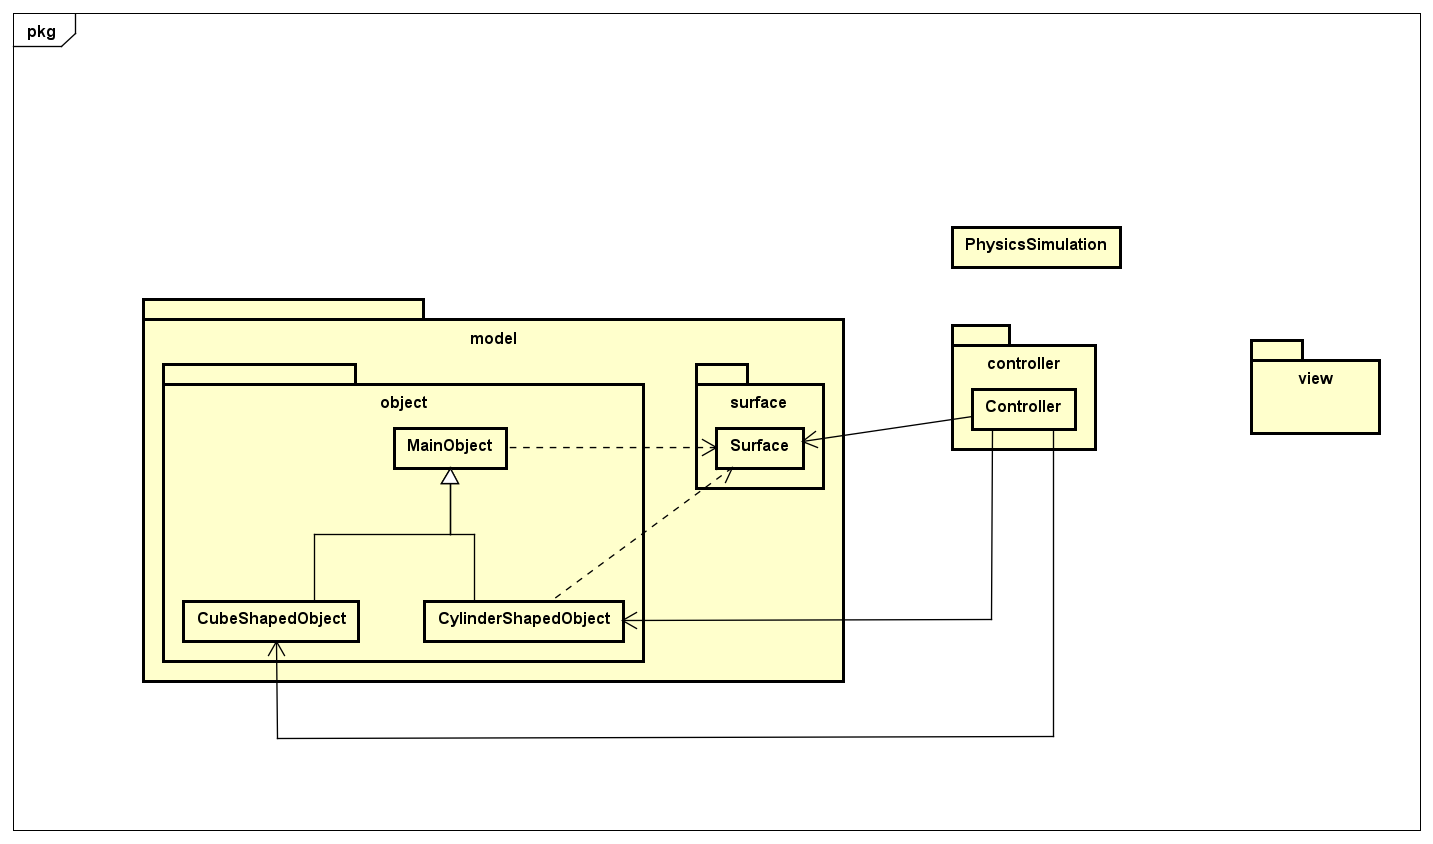 pkg
PhysicsSimulation
model
controller
view
object
surface
Controller
MainObject
Surface
CubeShapedObject
CylinderShapedObject